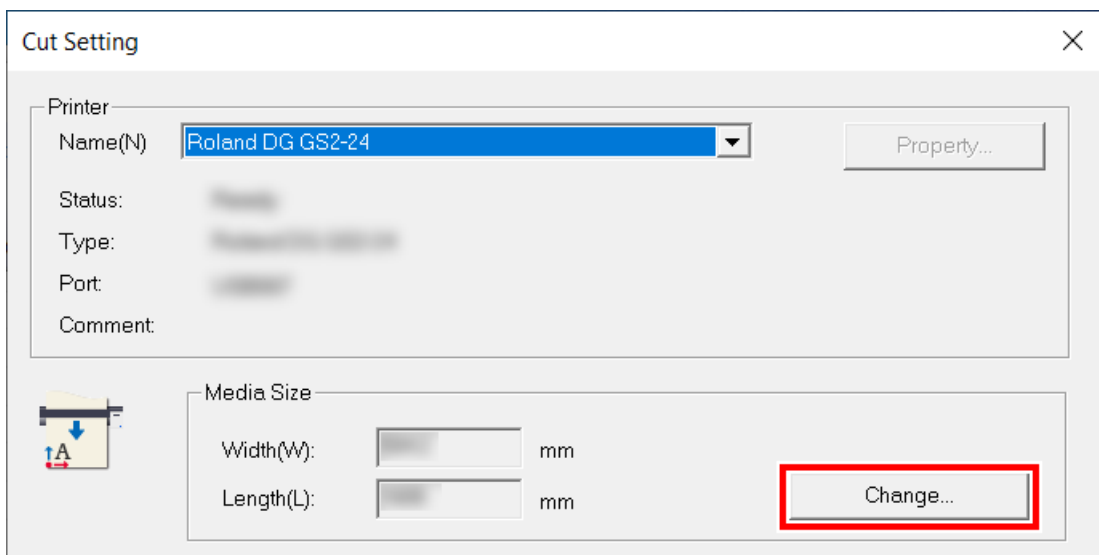 Cut Setting
Printer
Name(N) Roland DG GS2-24 Property...
Status:
Type:
Port:
Comment:
Media Size
A
Width(W): mm
Length(L): mm
Change...